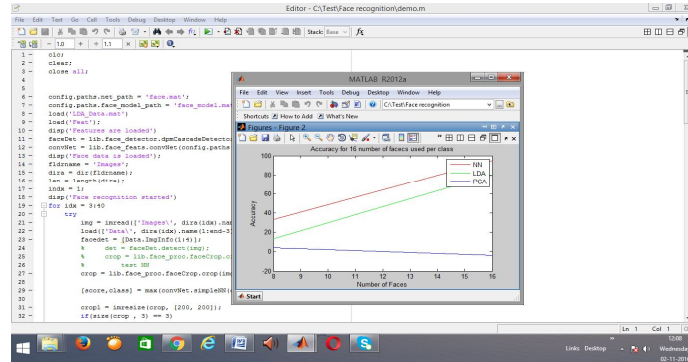 Editor - C:\Test\Face recognition\demo.m
File Edit Text Go Cell Tools Debug Desktop Window Help
Stack: Base
fx
- 1.0 + ÷ 1.1 ×
1 - clc;
2 - clear;
3 - close all;
4
5
6 - config.paths.net_path = 'face.mat';
7 - config.paths.face_model_path = 'face_model.mat
8 - load('LDA_Data.mat')
9 - load('Feat');
10 - disp('Features are loaded')
11 - faceDet = lib.face_detector.dpmCascadeDetecto
12 - convNet = lib.face_feats.convNet(config.paths
13 - disp('Face data is loaded')
14 - fldrname = 'Images';
15 - dira = dir(fldrname);
16 - len = length(dira);
17 - indx = 1;
18 - disp('Face recognition started')
19 - for idx = 3:40
20 - try
21 - img = imread(['Images\', dira(idx).nam
22 - load(['Data\', dira(idx).name(1:end-3
23 - facedet = [Data.ImgInfo(1:4)];
24 % det = faceDet.detect(img);
25 % crop = lib.face_proc.faceCrop.c
26 % test NN
27 - crop = lib.face_proc.faceCrop.crop(im
28
29 - [score,class] = max(convNet.simpleNN(
30
31 - crop1 = imresize(crop, [200, 200]);
32 - if(size(crop , 3) == 3)
MATLAB R2012a
File Edit View Insert Tools Debug Desktop Window Help
C:\Test\Face recognition
Shortcuts How to Add What's New
Figures - Figure 2
Accuracy for 16 number of facecs used per class
NN
LDA
PCA
Accuracy
100
80
60
40
20
0
-20
8 9 10 11 12 13 14 15 16
Number of Faces
Start
Ln 1 Col 1
Links Desktop
12:08
Wednesda
02-11-201